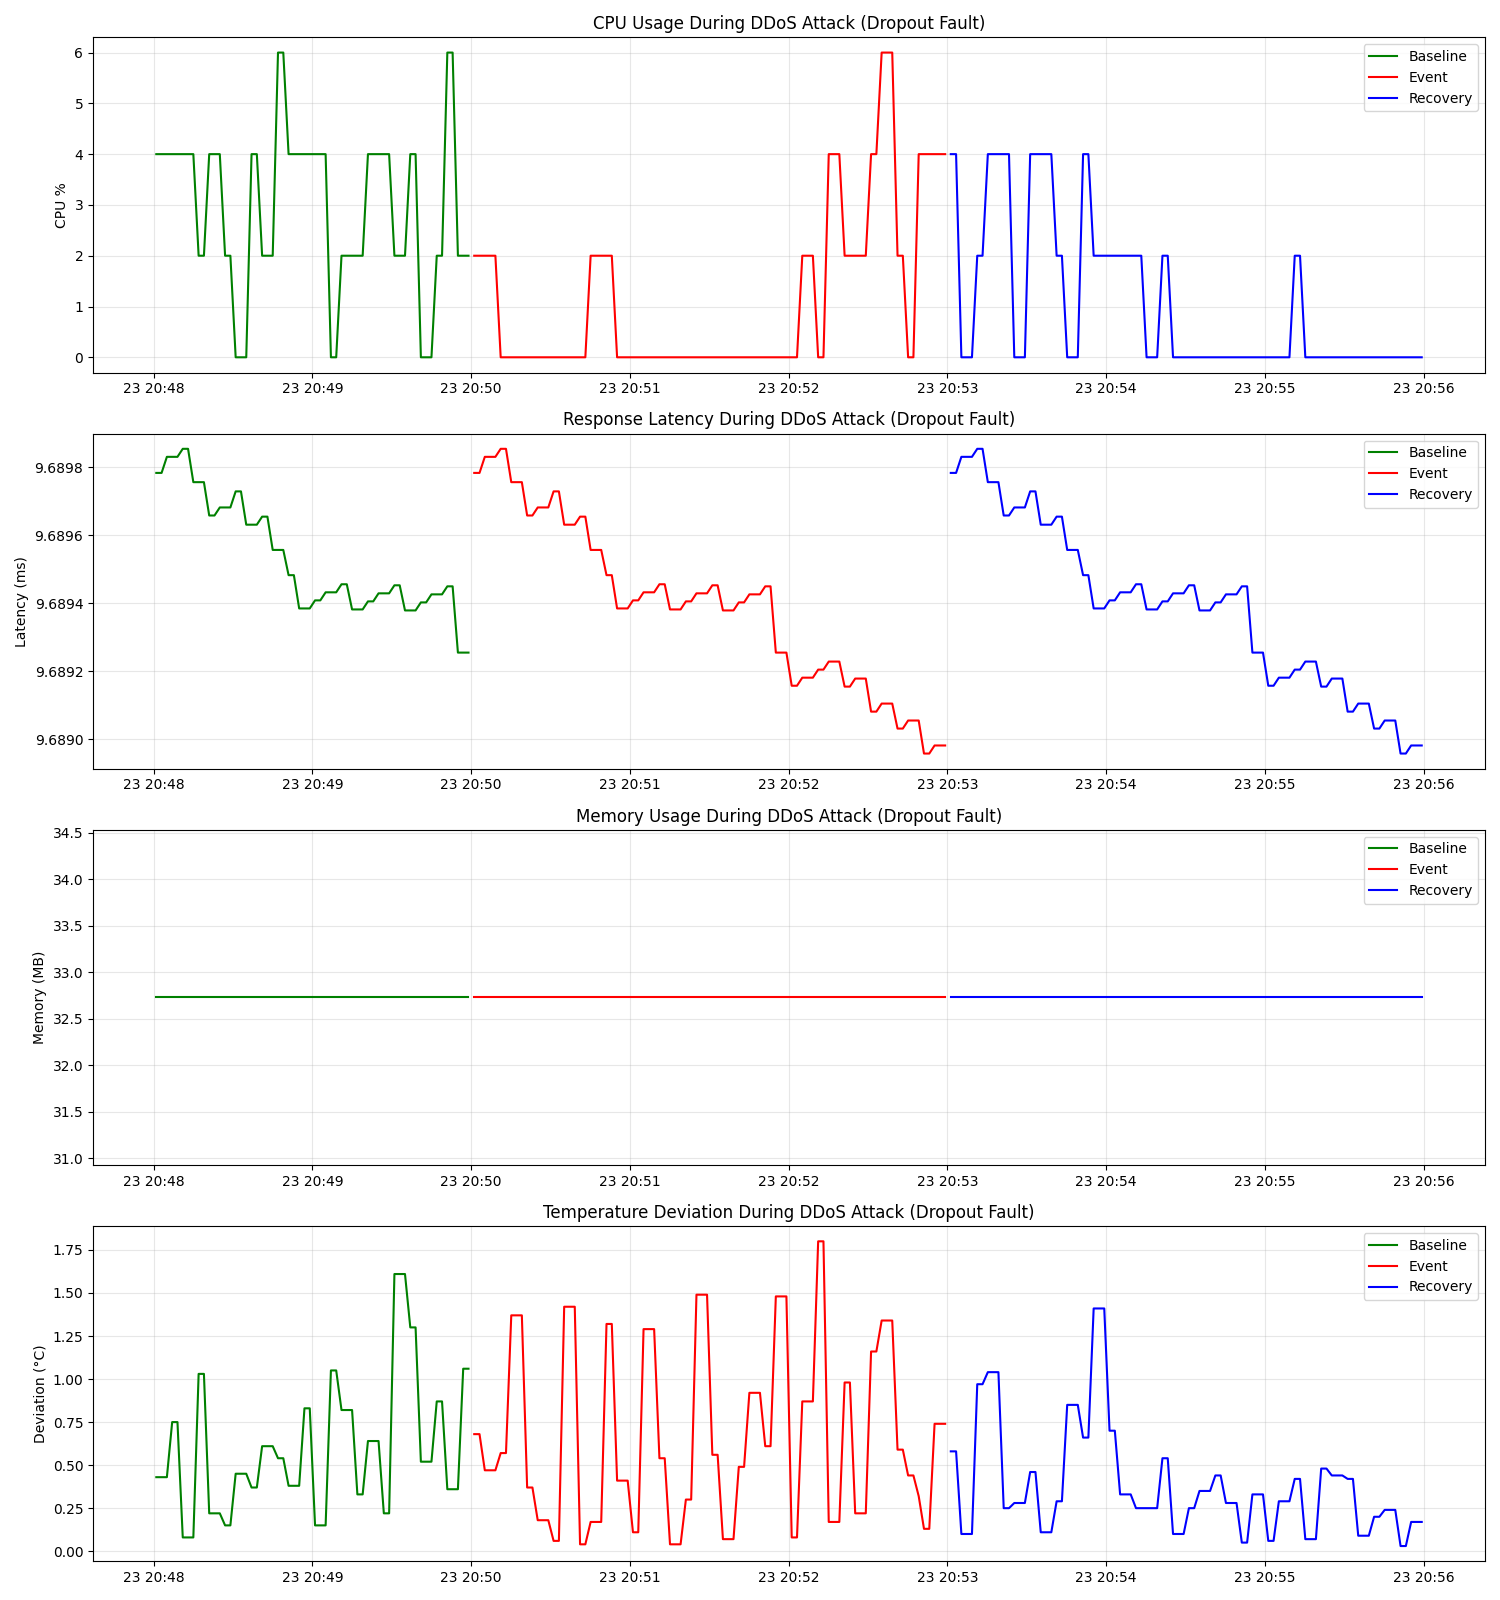 CPU Usage During DDoS Attack (Dropout Fault)
CPU %
6
5
4
3
2
1
0
Baseline
Event
Recovery
23 20:48 23 20:49 23 20:50 23 20:51 23 20:52 23 20:53 23 20:54 23 20:55 23 20:56
Response Latency During DDoS Attack (Dropout Fault)
Latency (ms)
9.6898
9.6896
9.6894
9.6892
9.6890
Baseline
Event
Recovery
23 20:48 23 20:49 23 20:50 23 20:51 23 20:52 23 20:53 23 20:54 23 20:55 23 20:56
Memory Usage During DDoS Attack (Dropout Fault)
Memory (MB)
34.5
34.0
33.5
33.0
32.5
32.0
31.5
31.0
Baseline
Event
Recovery
23 20:48 23 20:49 23 20:50 23 20:51 23 20:52 23 20:53 23 20:54 23 20:55 23 20:56
Temperature Deviation During DDoS Attack (Dropout Fault)
Deviation (°C)
1.75
1.50
1.25
1.00
0.75
0.50
0.25
0.00
Baseline
Event
Recovery
23 20:48 23 20:49 23 20:50 23 20:51 23 20:52 23 20:53 23 20:54 23 20:55 23 20:56